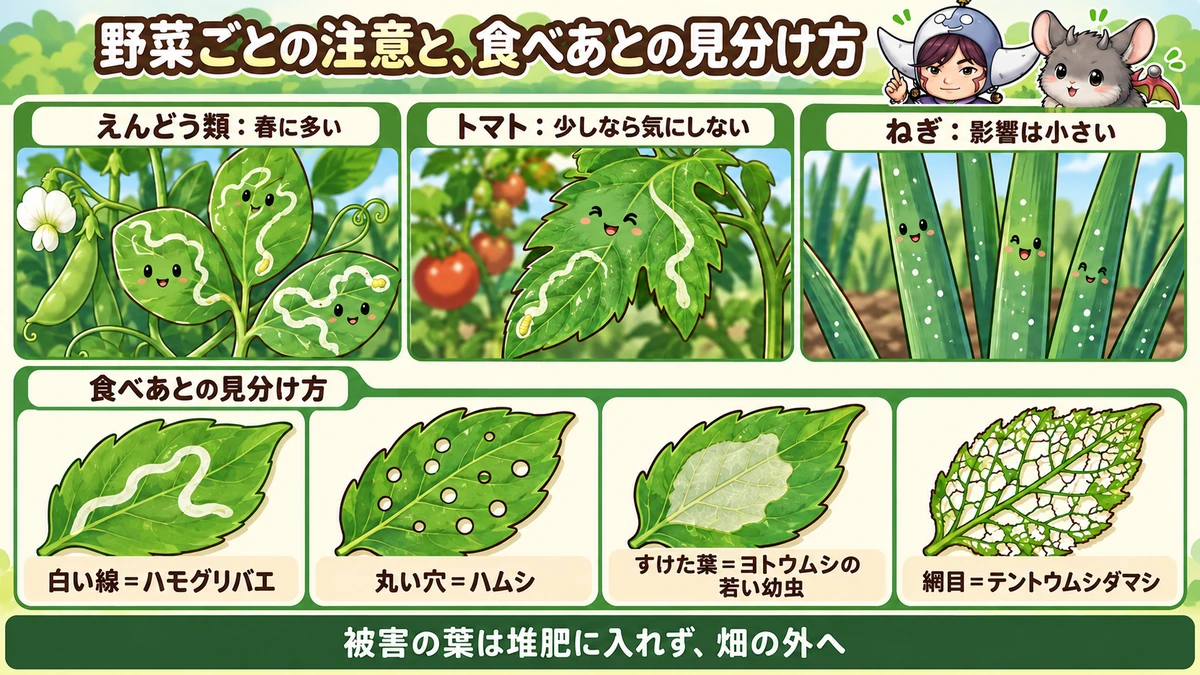 野菜ごとの注意と、食べあとの見分け方
えんどう類：春に多い
トマト：少しなら気にしない
ねぎ：影響は小さい
食べあとの見分け方
白い線＝ハモグリバエ
丸い穴＝ハムシ
すけた葉＝ヨトウムシの
若い幼虫
網目＝テントウムシダマシ
被害の葉は堆肥に入れず、畑の外へ